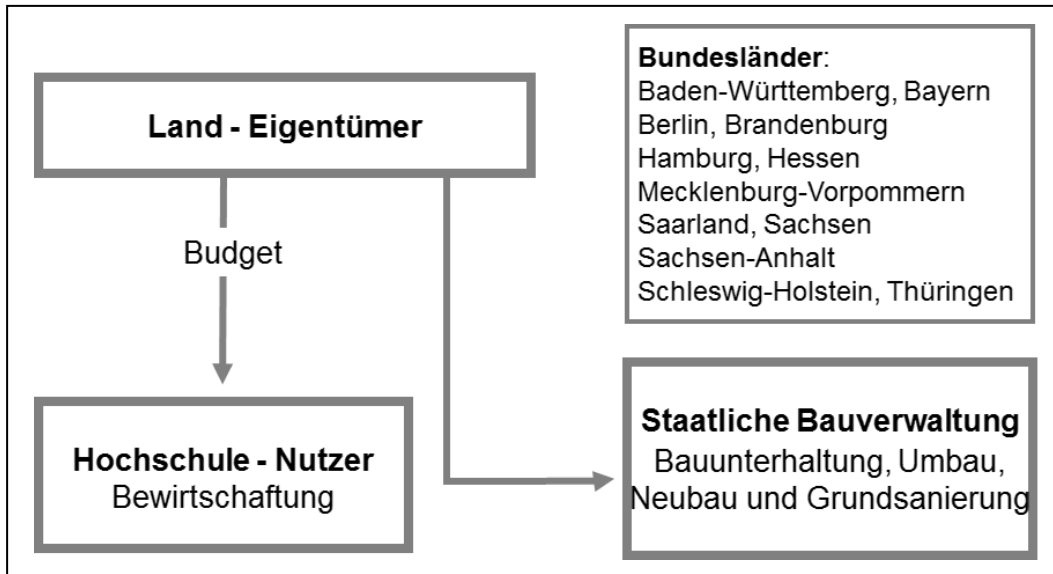 Land - Eigentümer
Budget
Hochschule - Nutzer
Bewirtschaftung
Bundesländer:
Baden-Württemberg, Bayern
Berlin, Brandenburg
Hamburg, Hessen
Mecklenburg-Vorpommern
Saarland, Sachsen
Sachsen-Anhalt
Schleswig-Holstein, Thüringen
Staatliche Bauverwaltung
Bauunterhaltung, Umbau,
Neubau und Grundsanierung